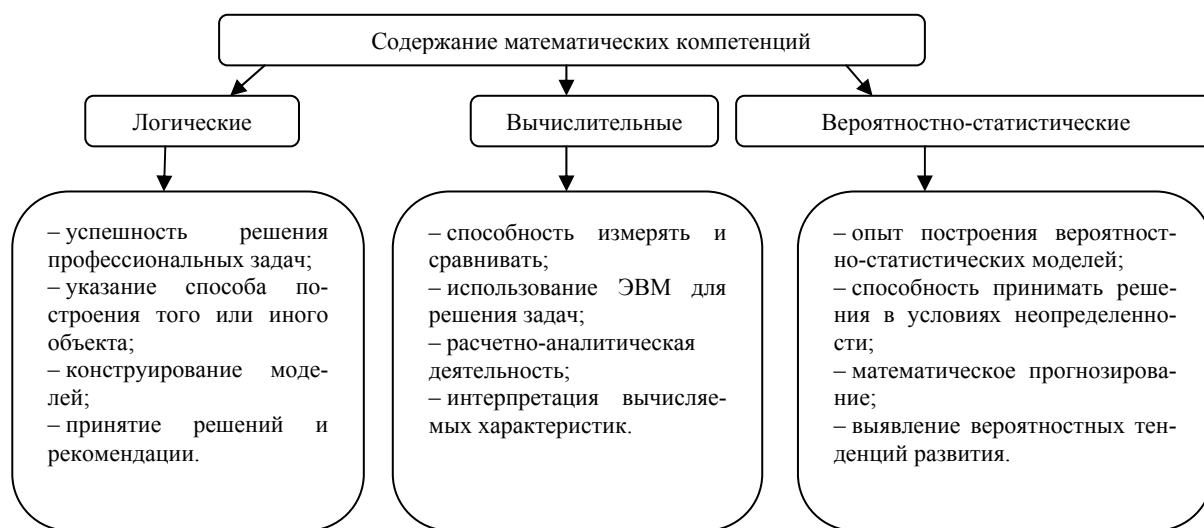 Содержание математических компетенций
Логические
Вычислительные
Вероятностно-статистические
– успешность решения
профессиональных задач;
– указание способа по-
строения того или иного
объекта;
– конструирование моде-
лей;
– принятие решений и
рекомендации.
– способность измерять и
сравнивать;
– использование ЭВМ для
решения задач;
– расчетно-аналитическая
деятельность;
– интерпретация вычисляе-
мых характеристик.
– опыт построения вероятност-
но-статистических моделей;
– способность принимать реше-
ния в условиях неопределенно-
сти;
– математическое прогнозирова-
ние;
– выявление вероятностных тен-
денций развития.